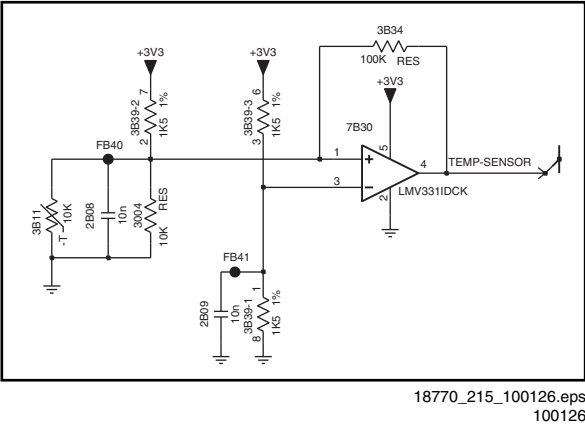 3B34
100K RES
+3V3
+3V3
+3V3
7
3B39-2
1K5 1%
2
6
3B39-3
1K5 1%
3
7B30
5
FB40
1
+
4
TEMP-SENSOR
3
−
LMV331IDCK
2
3B11
10K
-T
2B08
10n
3004
10K
RES
FB41
2B09
10n
1
3B39-1
1K5 1%
8
18770_215_100126.eps
100126